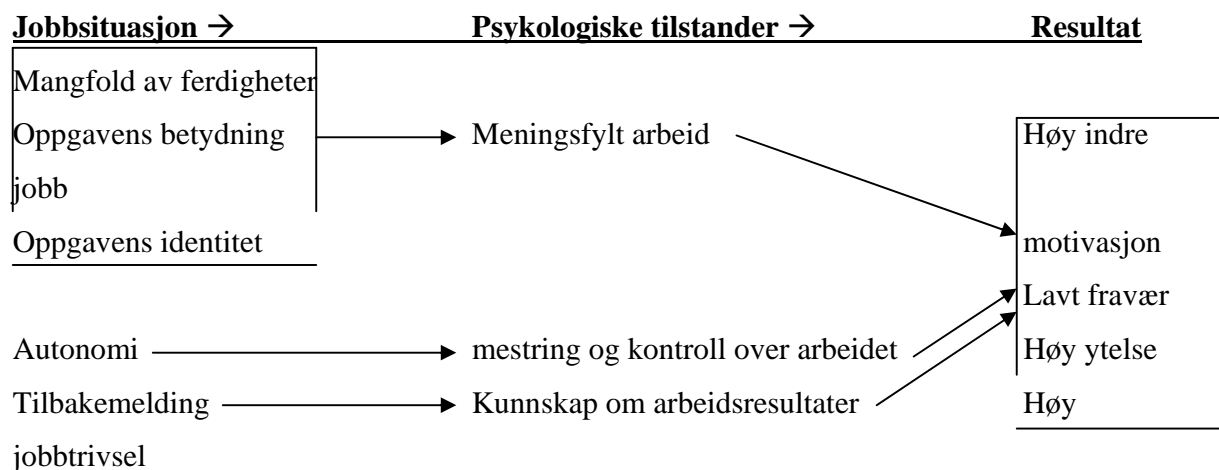 Jobbsituasjon → Psykologiske tilstander → Resultat
Mangfold av ferdigheter
Oppgavens betydning Meningsfylt arbeid Høy indre
jobb
Oppgavens identitet motivasjon
Lavt fravær
Autonomi mestring og kontroll over arbeidet Høy ytelse
Tilbakemelding Kunnskap om arbeidsresultater Høy
jobbtrivsel